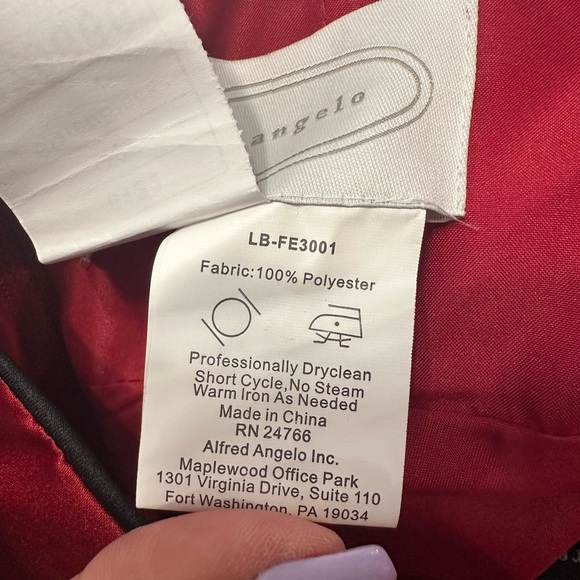 angelo
LB-FE3001
Fabric:100% Polyester
Professionally Dryclean
Short Cycle,No Steam
Warm Iron As Needed
Made in China
RN 24766
Alfred Angelo Inc.
Maplewood Office Park
1301 Virginia Drive, Suite 110
Fort Washington, PA 19034